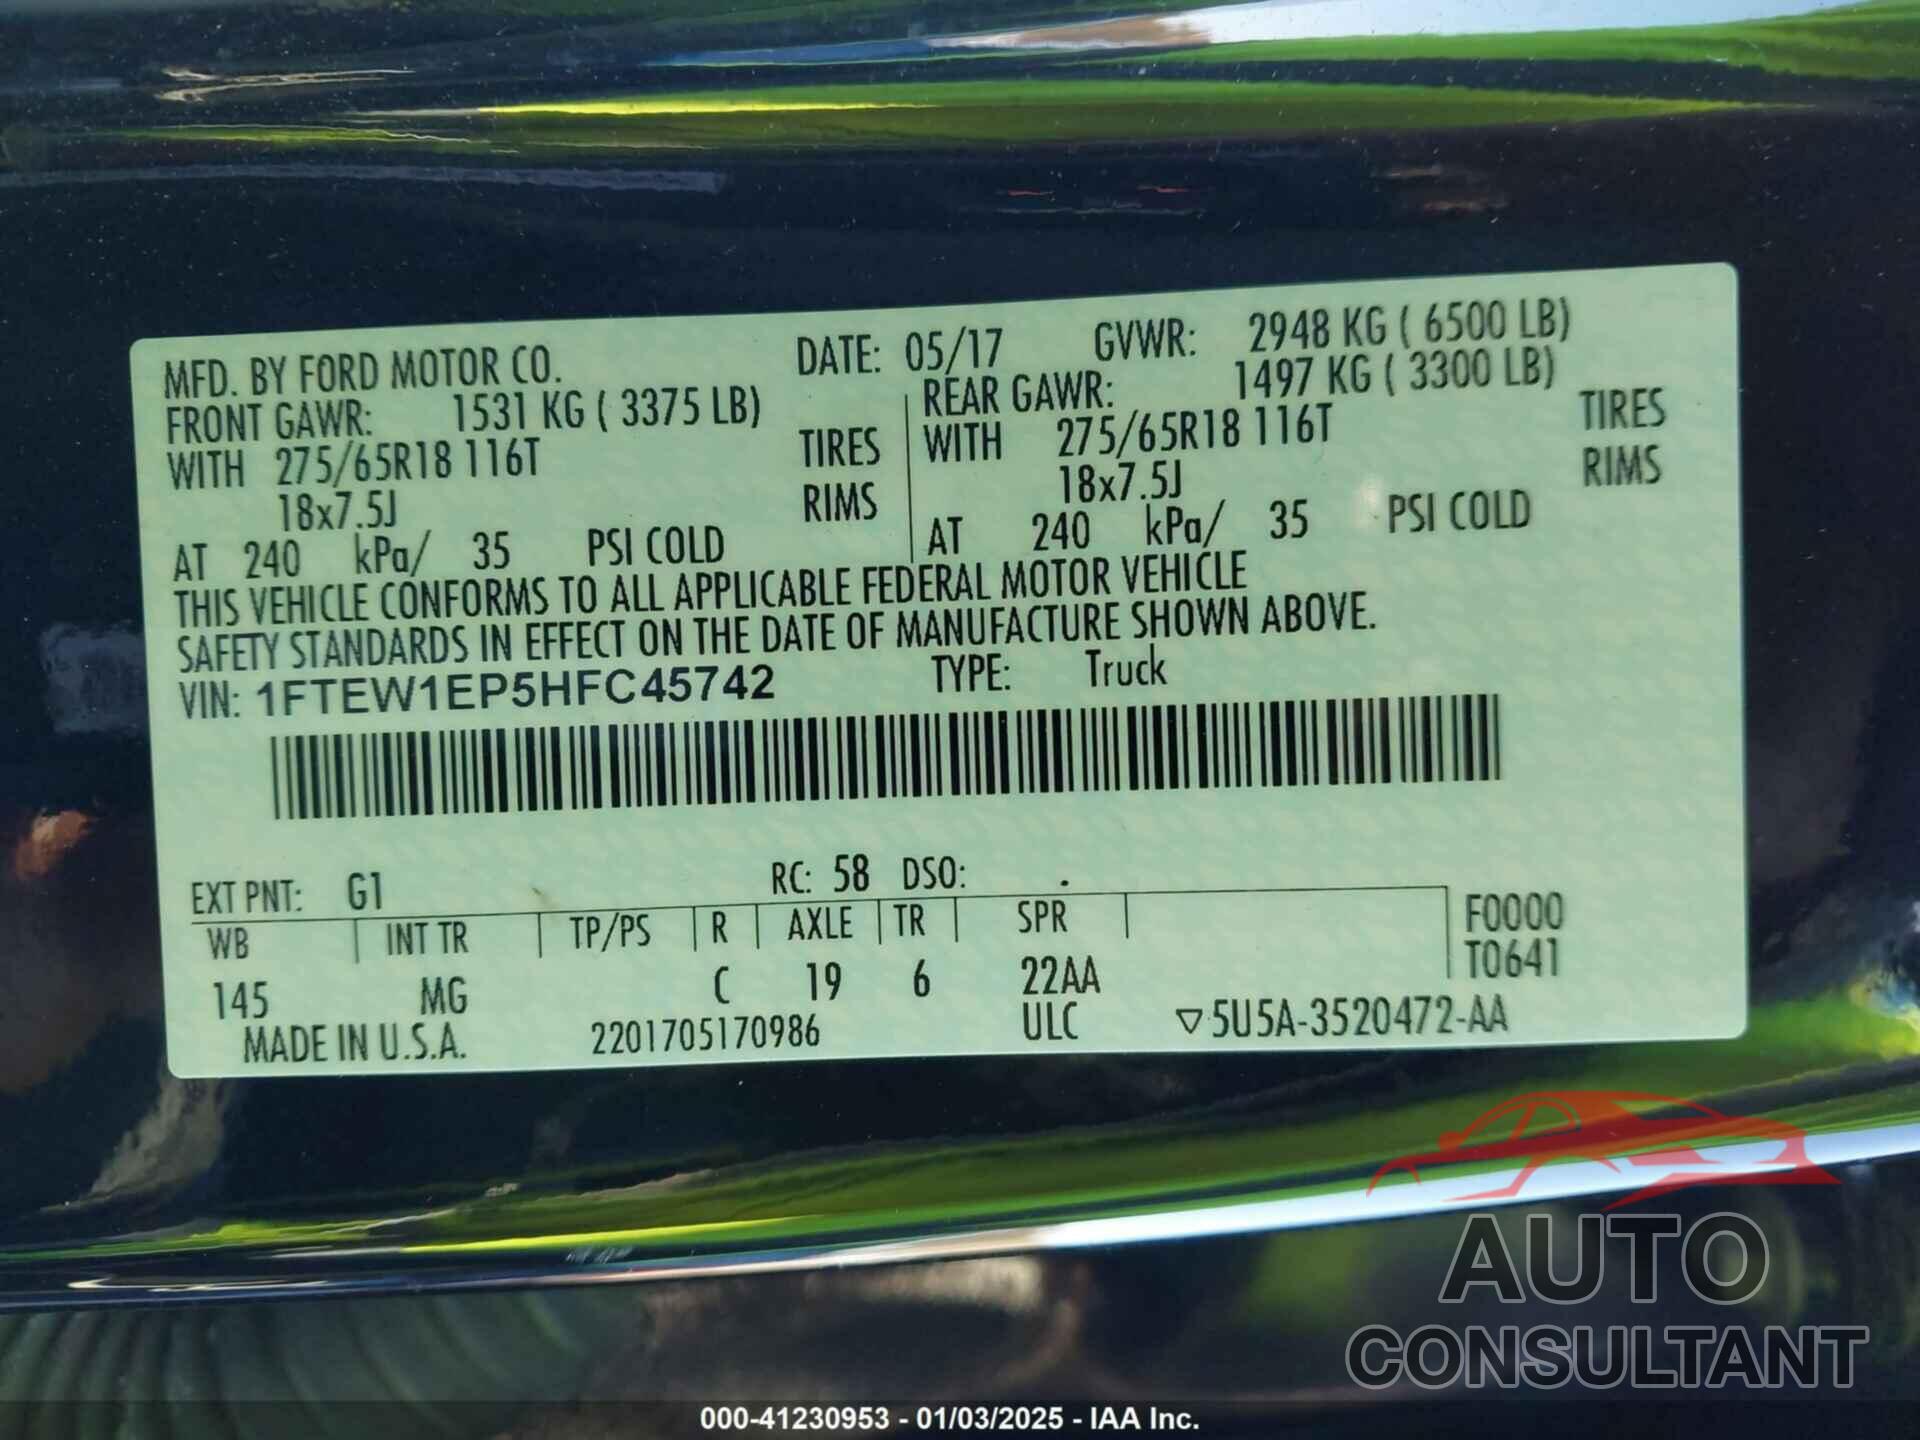 MFD. BY FORD MOTOR CO. DATE: 05/17 GVWR: 2948 KG ( 6500 LB)
FRONT GAWR: 1531 KG ( 3375 LB) REAR GAWR: 1497 KG ( 3300 LB)
WITH 275/65R18 116T TIRES WITH 275/65R18 116T TIRES
18x7.5J RIMS 18x7.5J RIMS
AT 240 kPa/ 35 PSI COLD AT 240 kPa/ 35 PSI COLD
THIS VEHICLE CONFORMS TO ALL APPLICABLE FEDERAL MOTOR VEHICLE
SAFETY STANDARDS IN EFFECT ON THE DATE OF MANUFACTURE SHOWN ABOVE.
VIN: 1FTEW1EP5HFC45742 TYPE: Truck
EXT PNT: G1 RC: 58 DSO: .
WB INT TR TP/PS R AXLE TR SPR F0000
T0641
145 MG C 19 6 22AA
MADE IN U.S.A. 2201705170986 ULC ▽5U5A-3520472-AA
AUTO
CONSULTANT
000-41230953 - 01/03/2025 - IAA Inc.